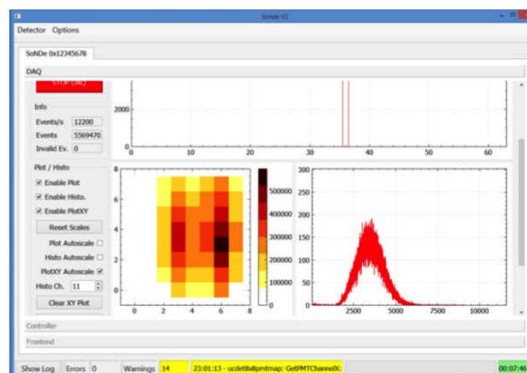 Sonde V1
Detector Options
SoNDe 0x12345678
DAQ
STOP DAQ
Info
Events/s 12200
Events 5569470
Invalid Ev. 0
Plot / Histo
Enable Plot
Enable Histo.
Enable PlotXY
Reset Scales
Plot Autoscale
Histo Autoscale
PlotXY Autoscale
Histo Ch. 11
Clear XY Plot
2000
0
0 10 20 30 40 50 60
8
6
4
2
0
0 2 4 6 8
500000
400000
300000
200000
100000
0
300
250
200
150
100
50
0
2500 5000 7500 10000
Controller
Frontend
Show Log Errors 0 Warnings 14 23:01:13 - ucdet8x8pmtmap: GetPMTChannelX: 00:07:46